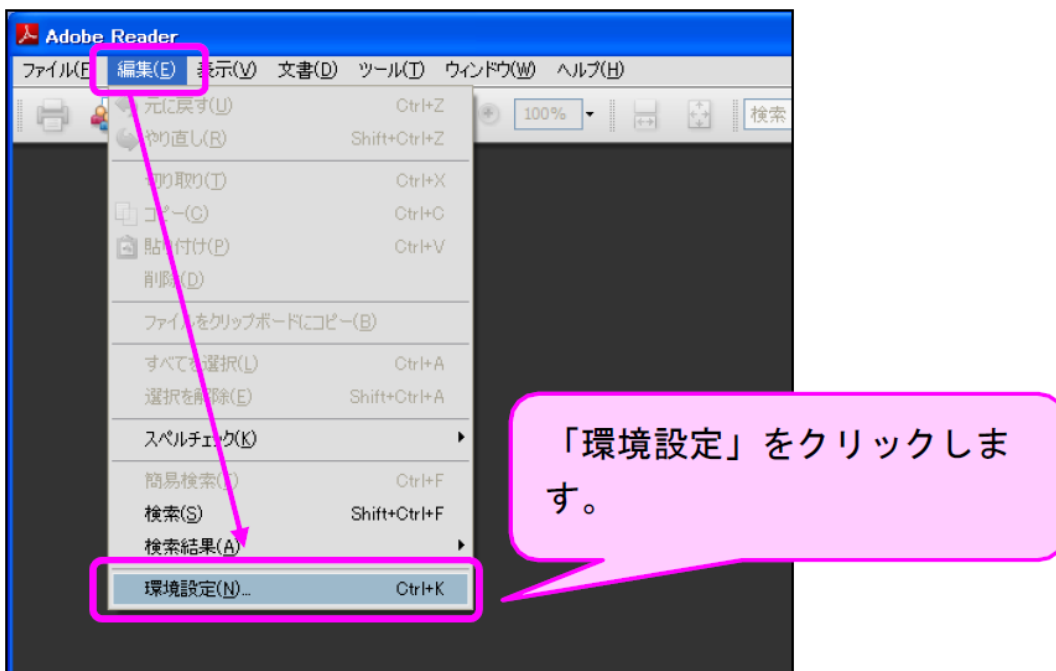 Adobe Reader
ファイル(F 編集(E) 表示(V) 文書(D) ツール(T) ウィンドウ(W) ヘルプ(H)
100% 検索
元に戻す(U) Ctrl+Z
やり直し(R) Shift+Ctrl+Z
切り取り(T) Ctrl+X
コピー(C) Ctrl+C
貼り付け(P) Ctrl+V
削除(D)
ファイルをクリップボードにコピー(B)
すべてを選択(L) Ctrl+A
選択を解除(E) Shift+Ctrl+A
スペルチェック(K)
簡易検索( ) Ctrl+F
検索(S) Shift+Ctrl+F
検索結果(A)
環境設定(N)... Ctrl+K
「環境設定」をクリックしま
す。